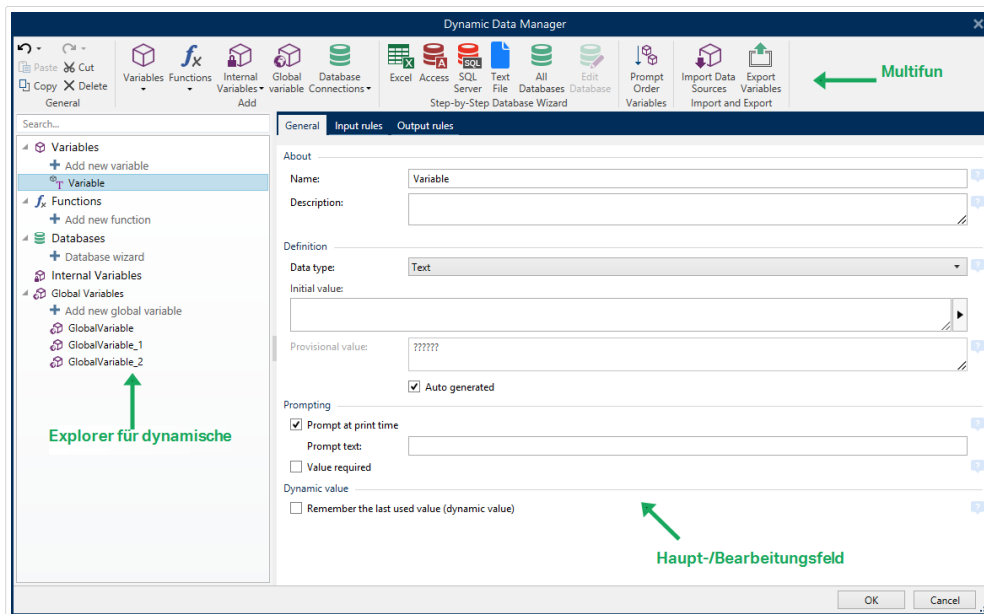 Dynamic Data Manager
Paste Cut
Copy Delete
General
Variables Functions Internal Variables Global variable Database Connections
Add
Excel Access SQL Server Text File All Databases Edit Database
Step-by-Step Database Wizard
Prompt Order
Variables
Import Data Sources Export Variables
Import and Export
Multifun
Search...
Variables
Add new variable
Variable
Functions
Add new function
Databases
Database wizard
Internal Variables
Global Variables
Add new global variable
GlobalVariable
GlobalVariable_1
GlobalVariable_2
Explorer für dynamische
General Input rules Output rules
About
Name: Variable
Description:
Definition
Data type: Text
Initial value:
Provisional value: ??????
Auto generated
Prompting
Prompt at print time
Prompt text:
Value required
Dynamic value
Remember the last used value (dynamic value)
Haupt-/Bearbeitungsfeld
OK Cancel